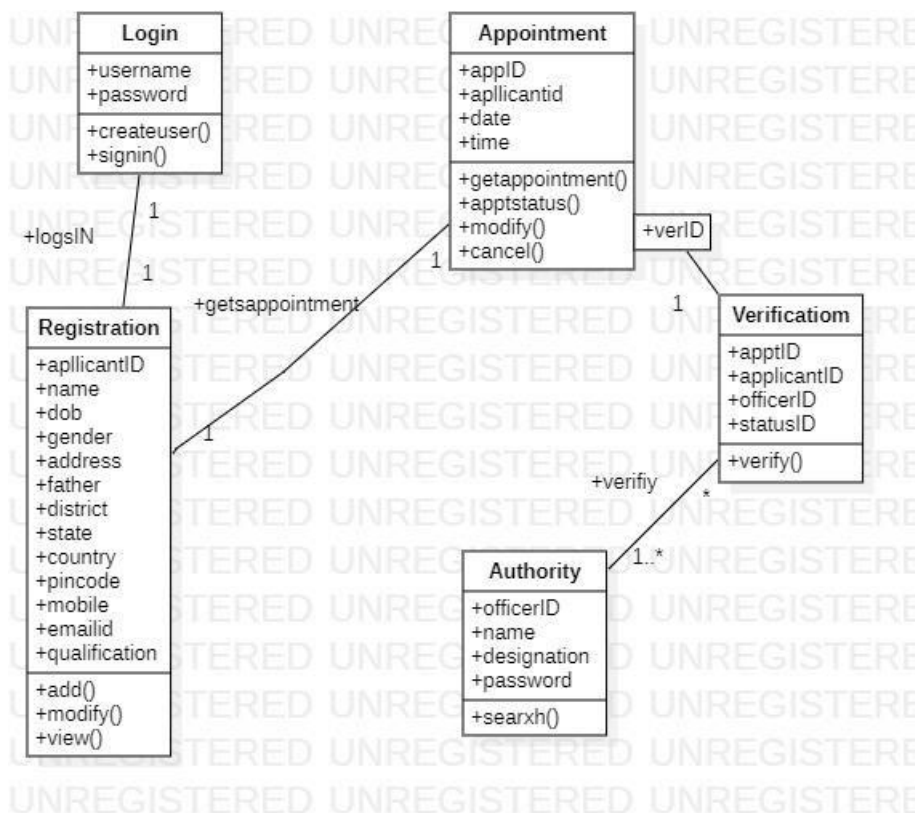 Login
+username
+password
+createuser()
+signin()
Appointment
+appID
+apllicantid
+date
+time
+getappointment()
+apptstatus()
+modify()
+cancel()
+verID
1
+logsIN
1
1
+getsappointment
1
1
Registration
+apllicantID
+name
+dob
+gender
+address
+father
+district
+state
+country
+pincode
+mobile
+emailid
+qualification
+add()
+modify()
+view()
Verificatiom
+apptID
+applicantID
+officerID
+statusID
+verify()
+verifiy
*
1..*
Authority
+officerID
+name
+designation
+password
+searxh()
UNREGISTERED UNREGISTERED UNREGISTERE